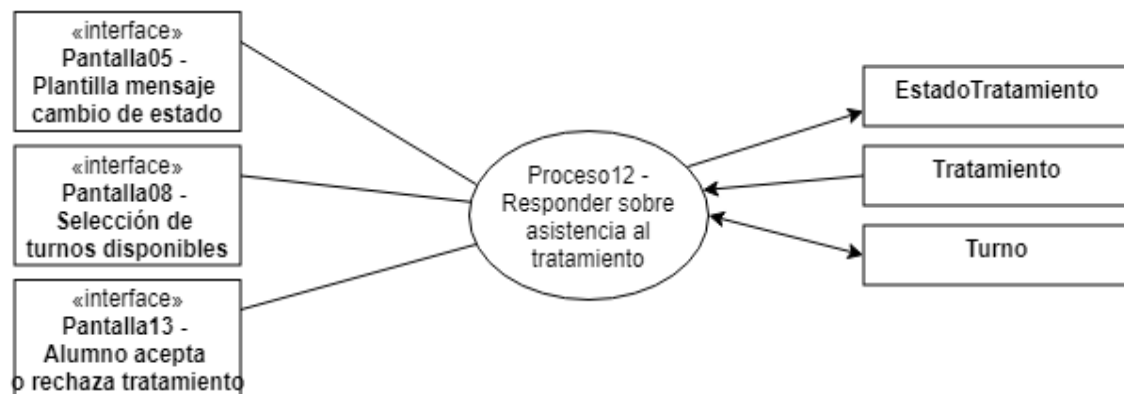 «interface»
Pantalla05 -
Plantilla mensaje
cambio de estado
«interface»
Pantalla08 -
Selección de
turnos disponibles
«interface»
Pantalla13 -
Alumno acepta
o rechaza tratamiento
Proceso12 -
Responder sobre
asistencia al
tratamiento
EstadoTratamiento
Tratamiento
Turno